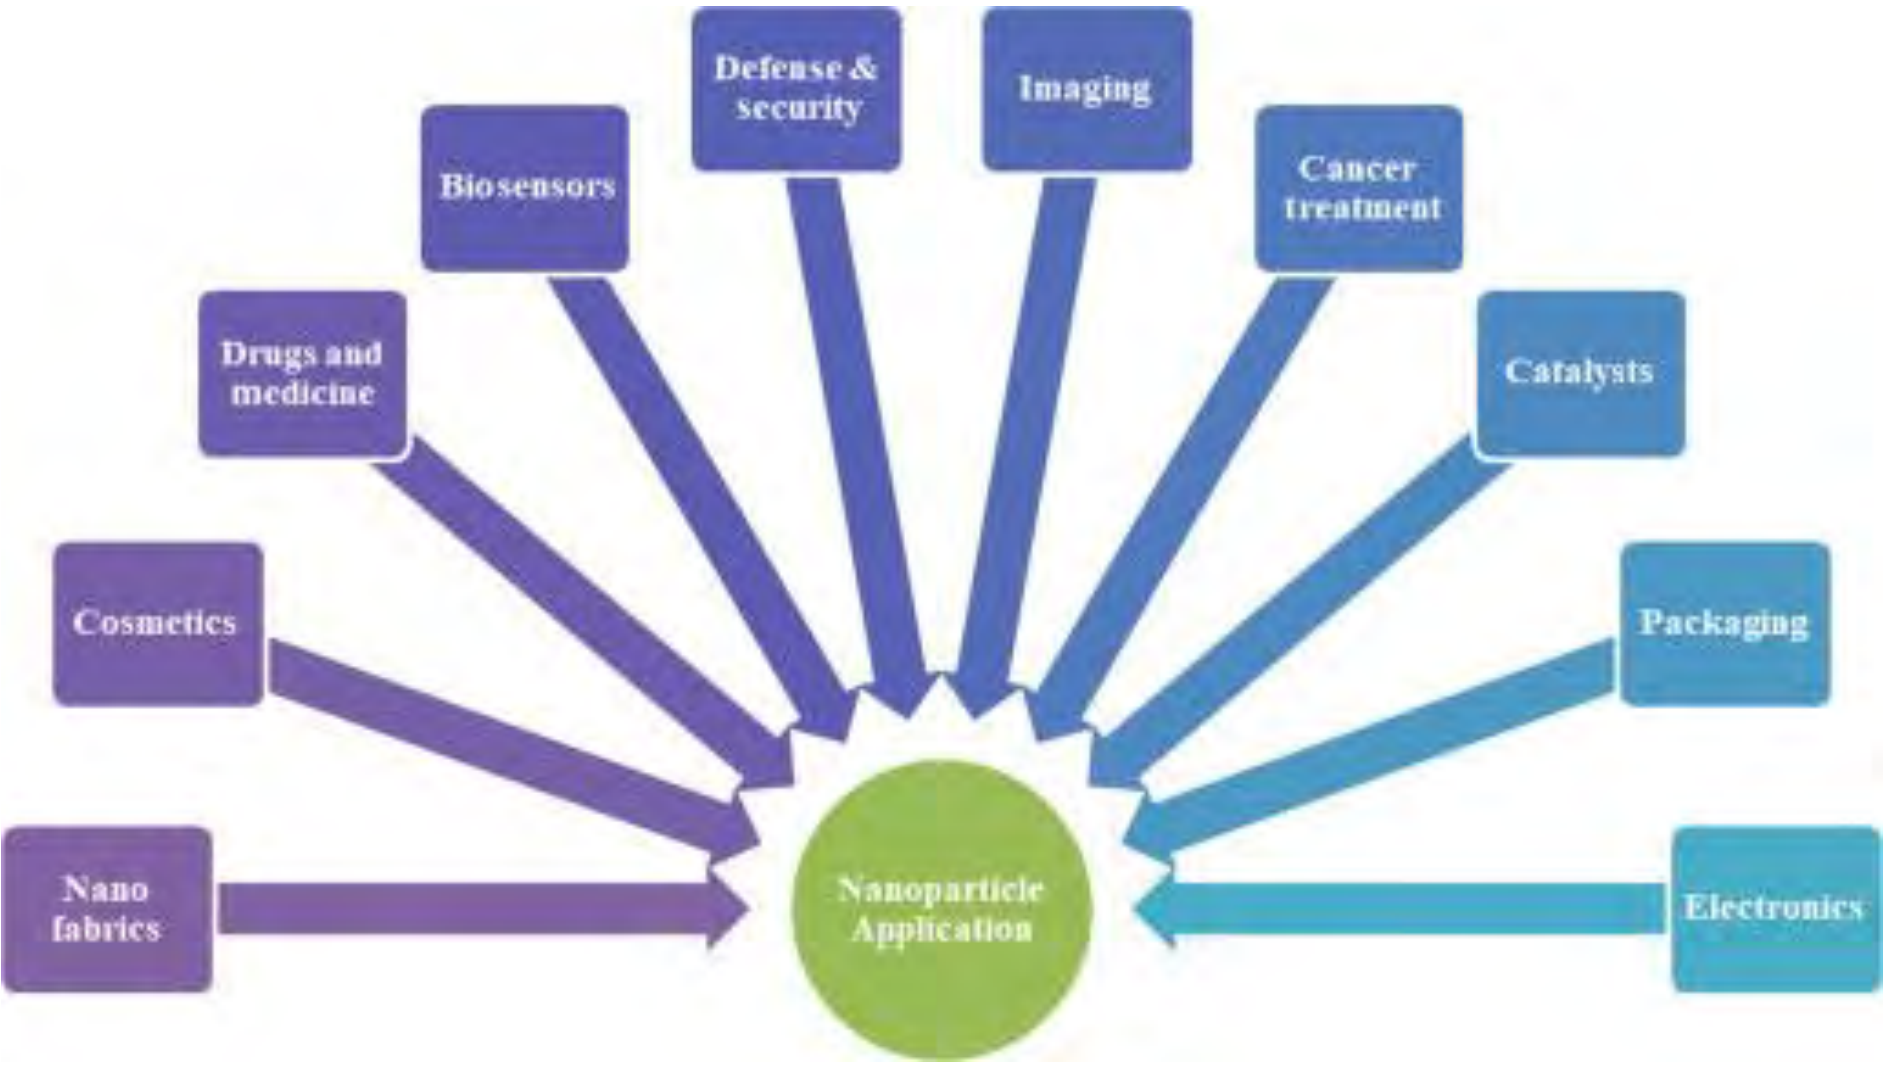 Defense &
security
Imaging
Biosensors
Cancer
treatment
Drugs and
medicine
Catalysts
Cosmetics
Packaging
Nano
fabrics
Nanoparticle
Application
Electronics